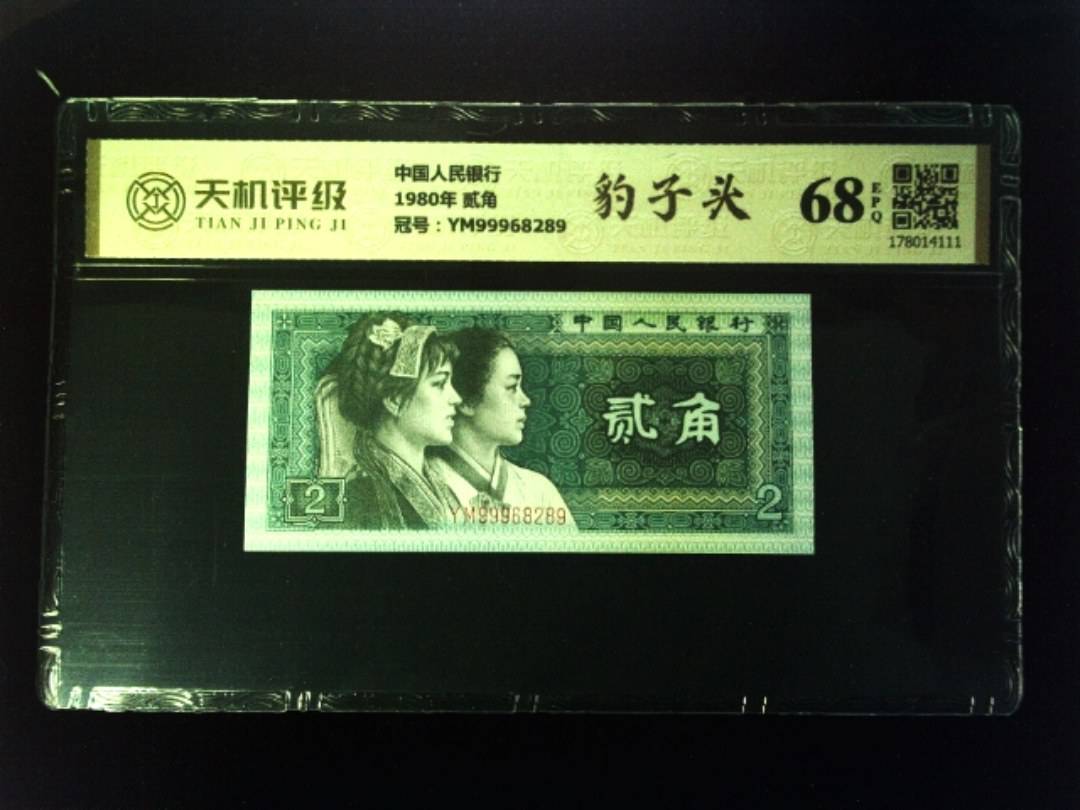 天机评级
TIAN JI PING JI
中国人民银行
1980年 贰角
冠号：YM99968289
豹子头
68
EPQ
178014111
中国人民银行
贰角
2
YM99968289
2